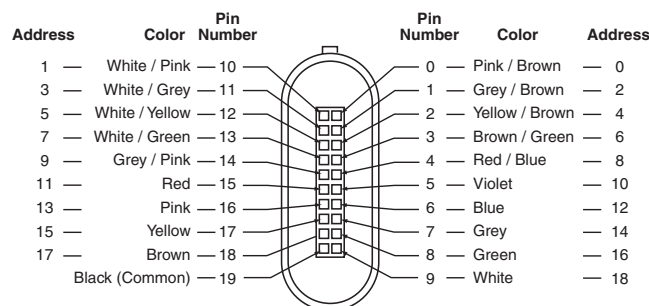 Address Color Pin Number Pin Number Color Address
1 — White / Pink — 10 0 — Pink / Brown — 0
3 — White / Grey — 11 1 — Grey / Brown — 2
5 — White / Yellow — 12 2 — Yellow / Brown — 4
7 — White / Green — 13 3 — Brown / Green — 6
9 — Grey / Pink — 14 4 — Red / Blue — 8
11 — Red — 15 5 — Violet — 10
13 — Pink — 16 6 — Blue — 12
15 — Yellow — 17 7 — Grey — 14
17 — Brown — 18 8 — Green — 16
Black (Common) — 19 9 — White — 18